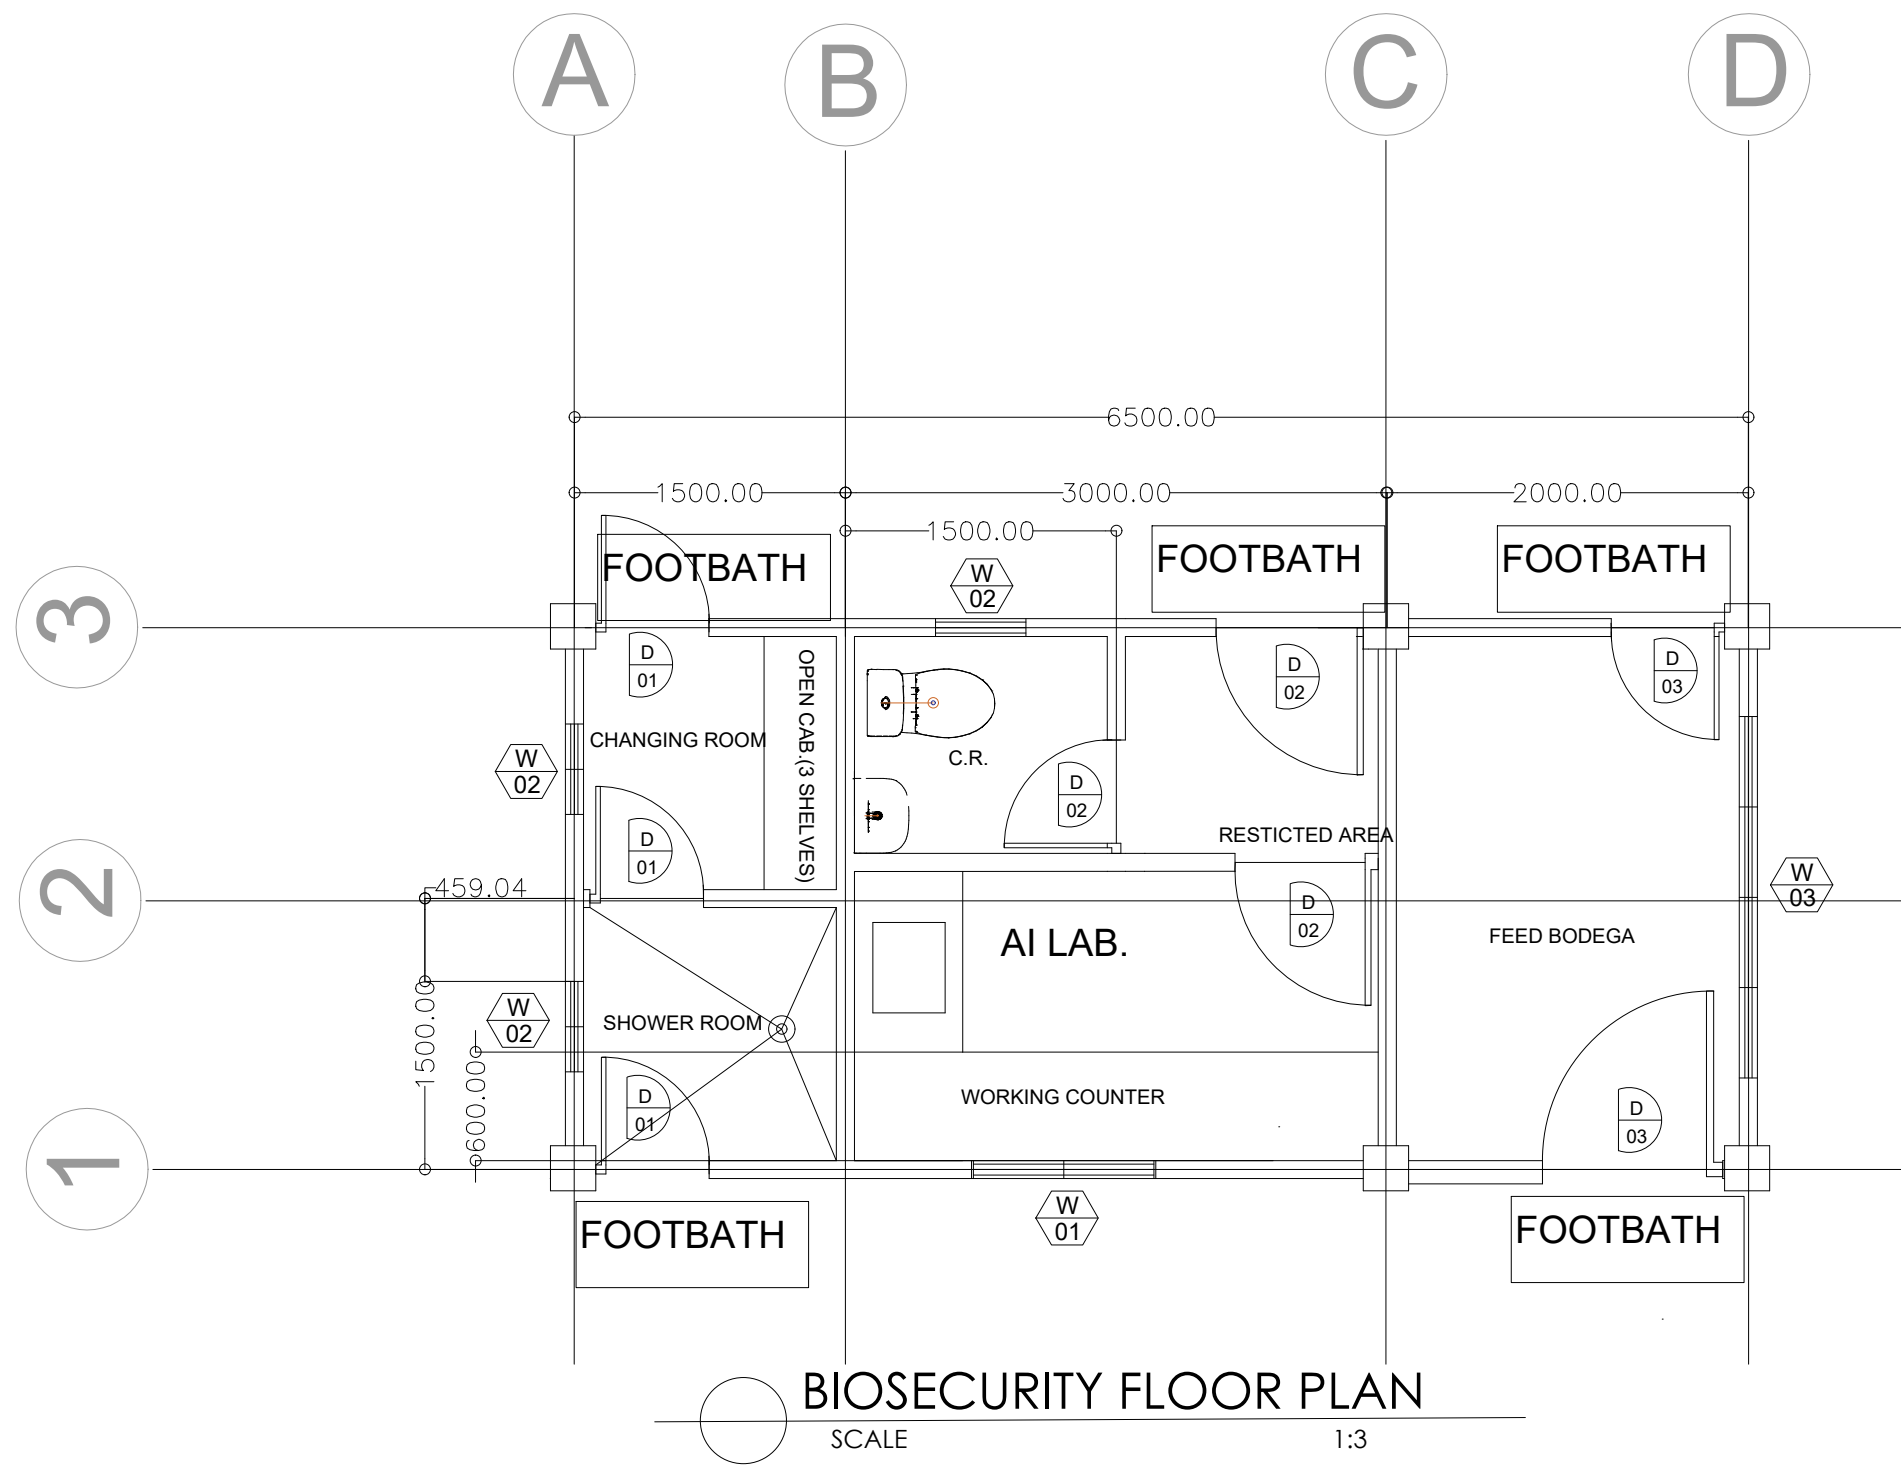 A
B
C
D
6500.00
1500.00
3000.00
2000.00
1500.00
FOOTBATH
FOOTBATH
FOOTBATH
W
02
3
D
01
D
02
D
03
OPEN CAB.(3 SHELVES)
CHANGING ROOM
C.R.
W
02
D
02
D
01
RESTICTED AREA
2
459.04
W
03
D
02
AI LAB.
FEED BODEGA
1500.00
W
02
SHOWER ROOM
600.00
D
01
WORKING COUNTER
D
03
1
W
01
FOOTBATH
FOOTBATH
BIOSECURITY FLOOR PLAN
SCALE
1:3